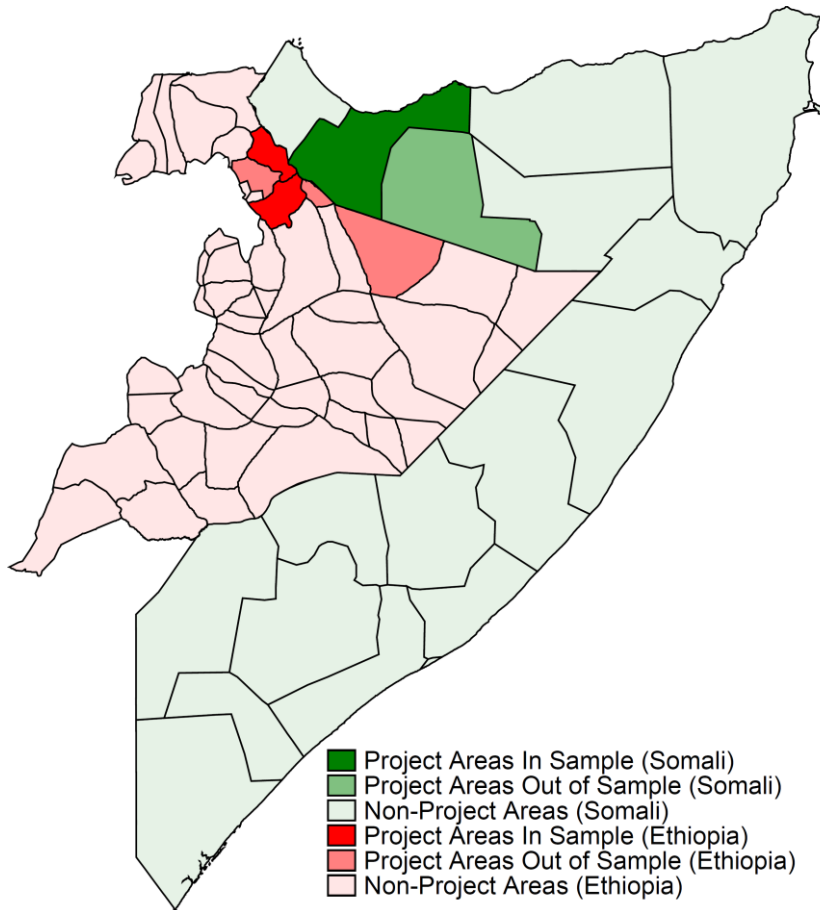 Project Areas In Sample (Somali)
Project Areas Out of Sample (Somali)
Non-Project Areas (Somali)
Project Areas In Sample (Ethiopia)
Project Areas Out of Sample (Ethiopia)
Non-Project Areas (Ethiopia)